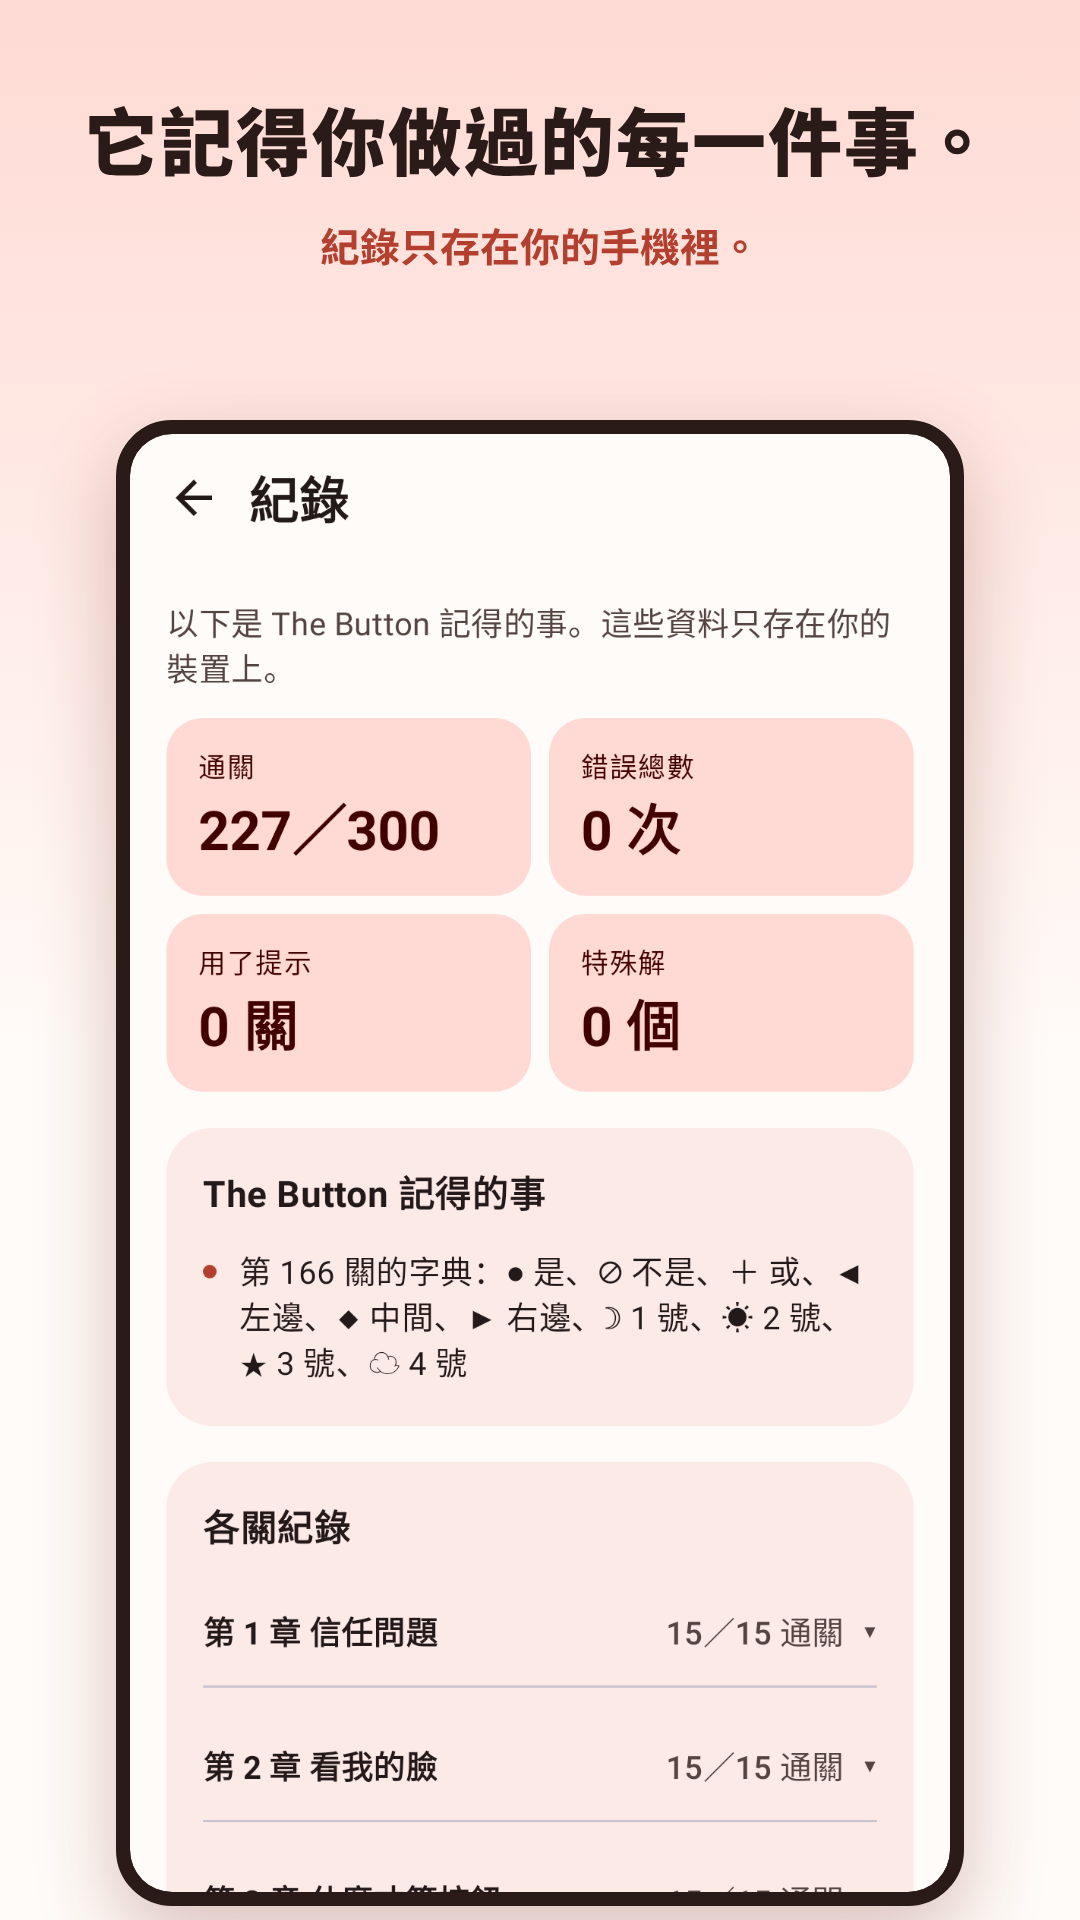 它記得你做過的每一件事。
紀錄只存在你的手機裡。
紀錄
以下是 The Button 記得的事。這些資料只存在你的
裝置上。
通關
227／300
錯誤總數
0 次
用了提示
0 關
特殊解
0 個
The Button 記得的事
第 166 關的字典：● 是、⊘ 不是、＋ 或、◀
左邊、◆ 中間、▶ 右邊、☽ 1 號、☀ 2 號、
★ 3 號、☁ 4 號
各關紀錄
第 1 章 信任問題
15／15 通關 ▾
第 2 章 看我的臉
15／15 通關 ▾